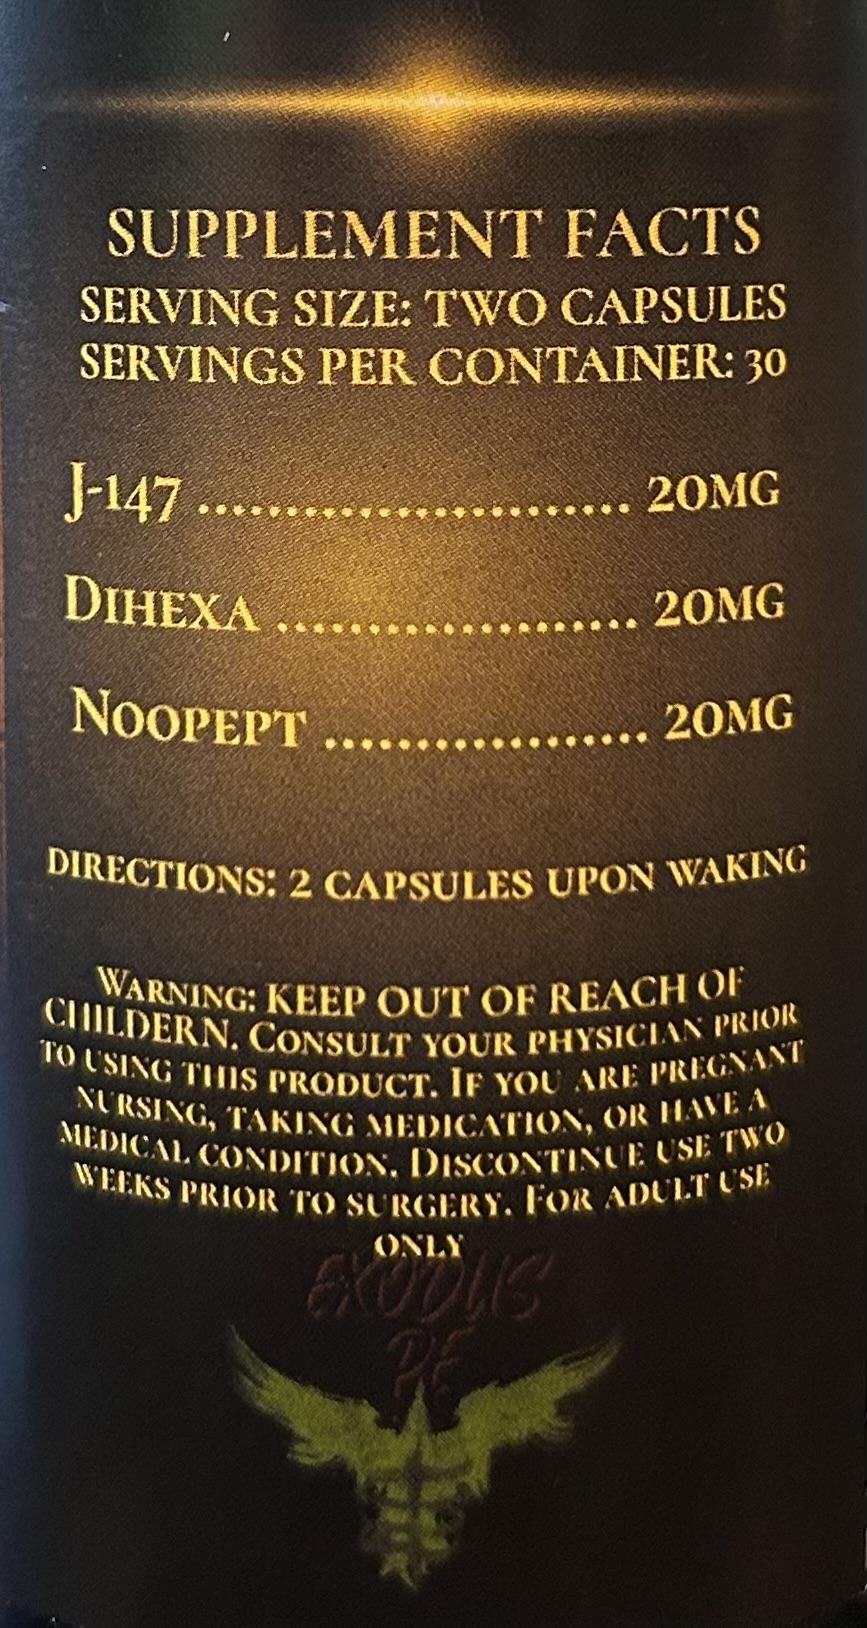 SUPPLEMENT FACTS
SERVING SIZE: TWO CAPSULES
SERVINGS PER CONTAINER: 30
J-147 ........................ 20MG
DIHEXA .................... 20MG
NOOPEPT .................. 20MG
DIRECTIONS: 2 CAPSULES UPON WAKING
WARNING: KEEP OUT OF REACH OF
CHILDERN. CONSULT YOUR PHYSICIAN PRIOR
TO USING THIS PRODUCT. IF YOU ARE PREGNANT
NURSING, TAKING MEDICATION, OR HAVE A
MEDICAL CONDITION. DISCONTINUE USE TWO
WEEKS PRIOR TO SURGERY. FOR ADULT USE
ONLY
EXODUS
PE